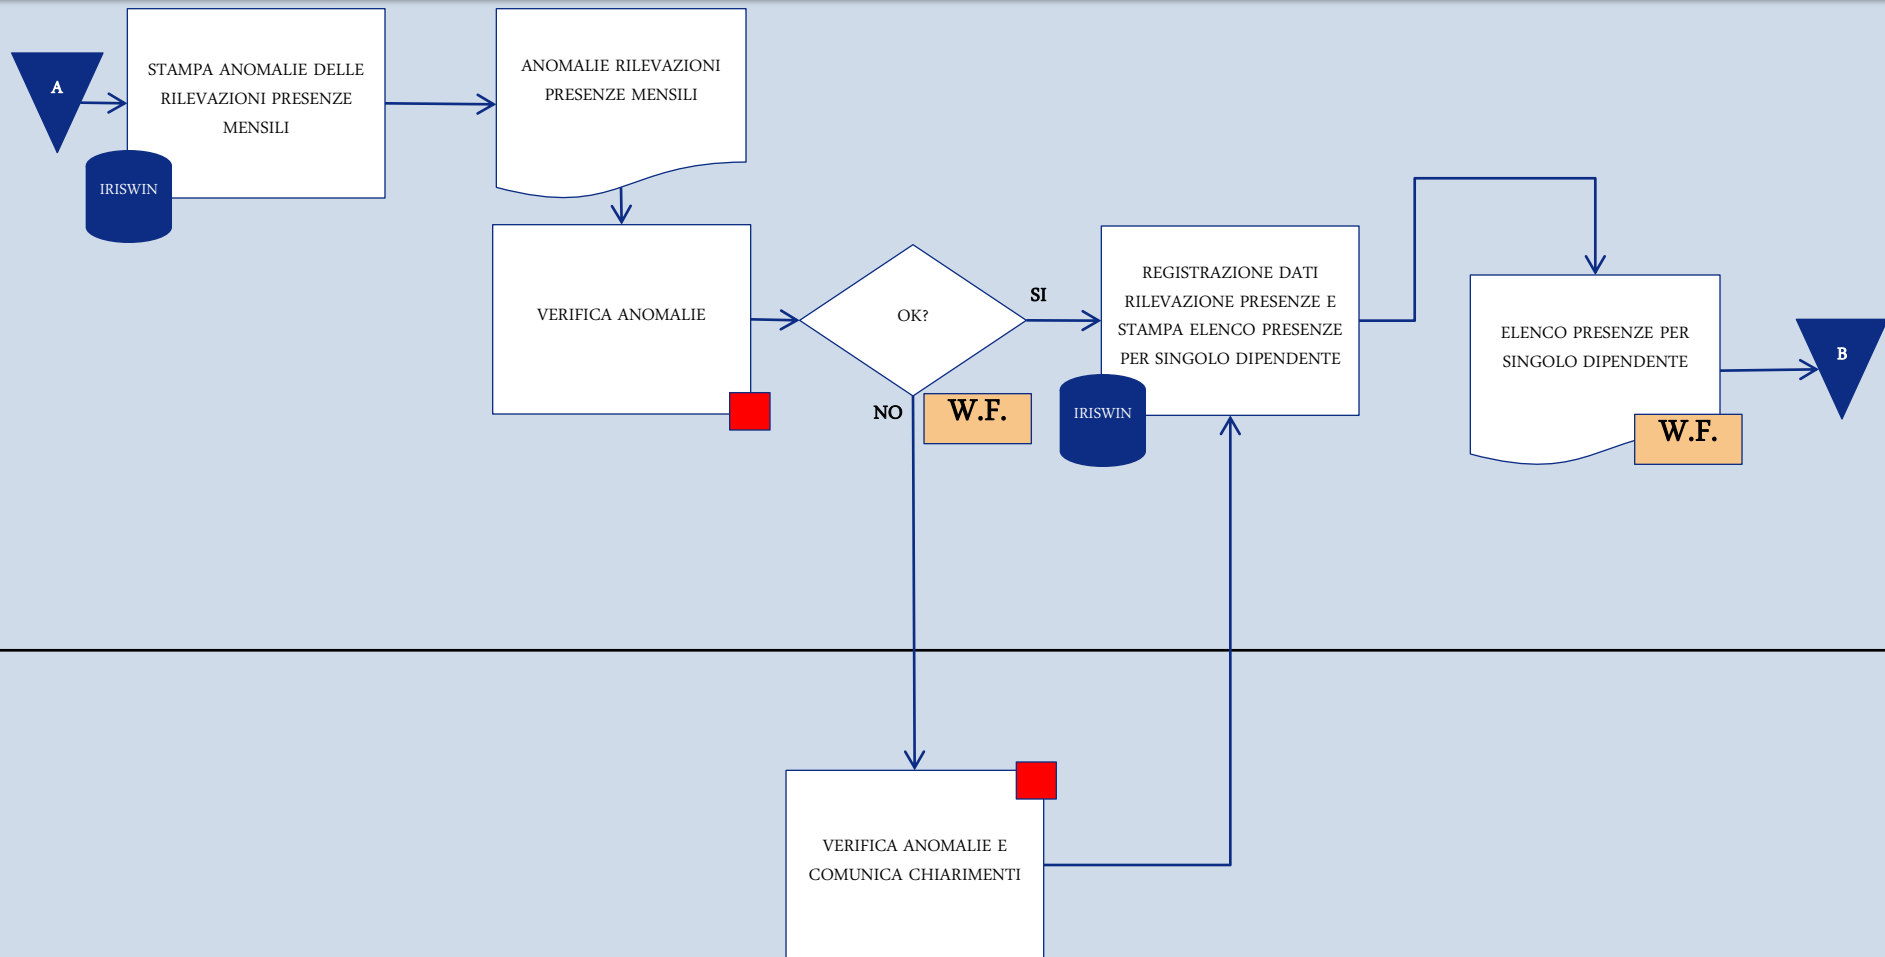 A
STAMPA ANOMALIE DELLE
RILEVAZIONI PRESENZE
MENSILI
IRISWIN
ANOMALIE RILEVAZIONI
PRESENZE MENSILI
VERIFICA ANOMALIE
OK?
SI
NO
W.F.
REGISTRAZIONE DATI
RILEVAZIONE PRESENZE E
STAMPA ELENCO PRESENZE
PER SINGOLO DIPENDENTE
IRISWIN
ELENCO PRESENZE PER
SINGOLO DIPENDENTE
W.F.
B
VERIFICA ANOMALIE E
COMUNICA CHIARIMENTI